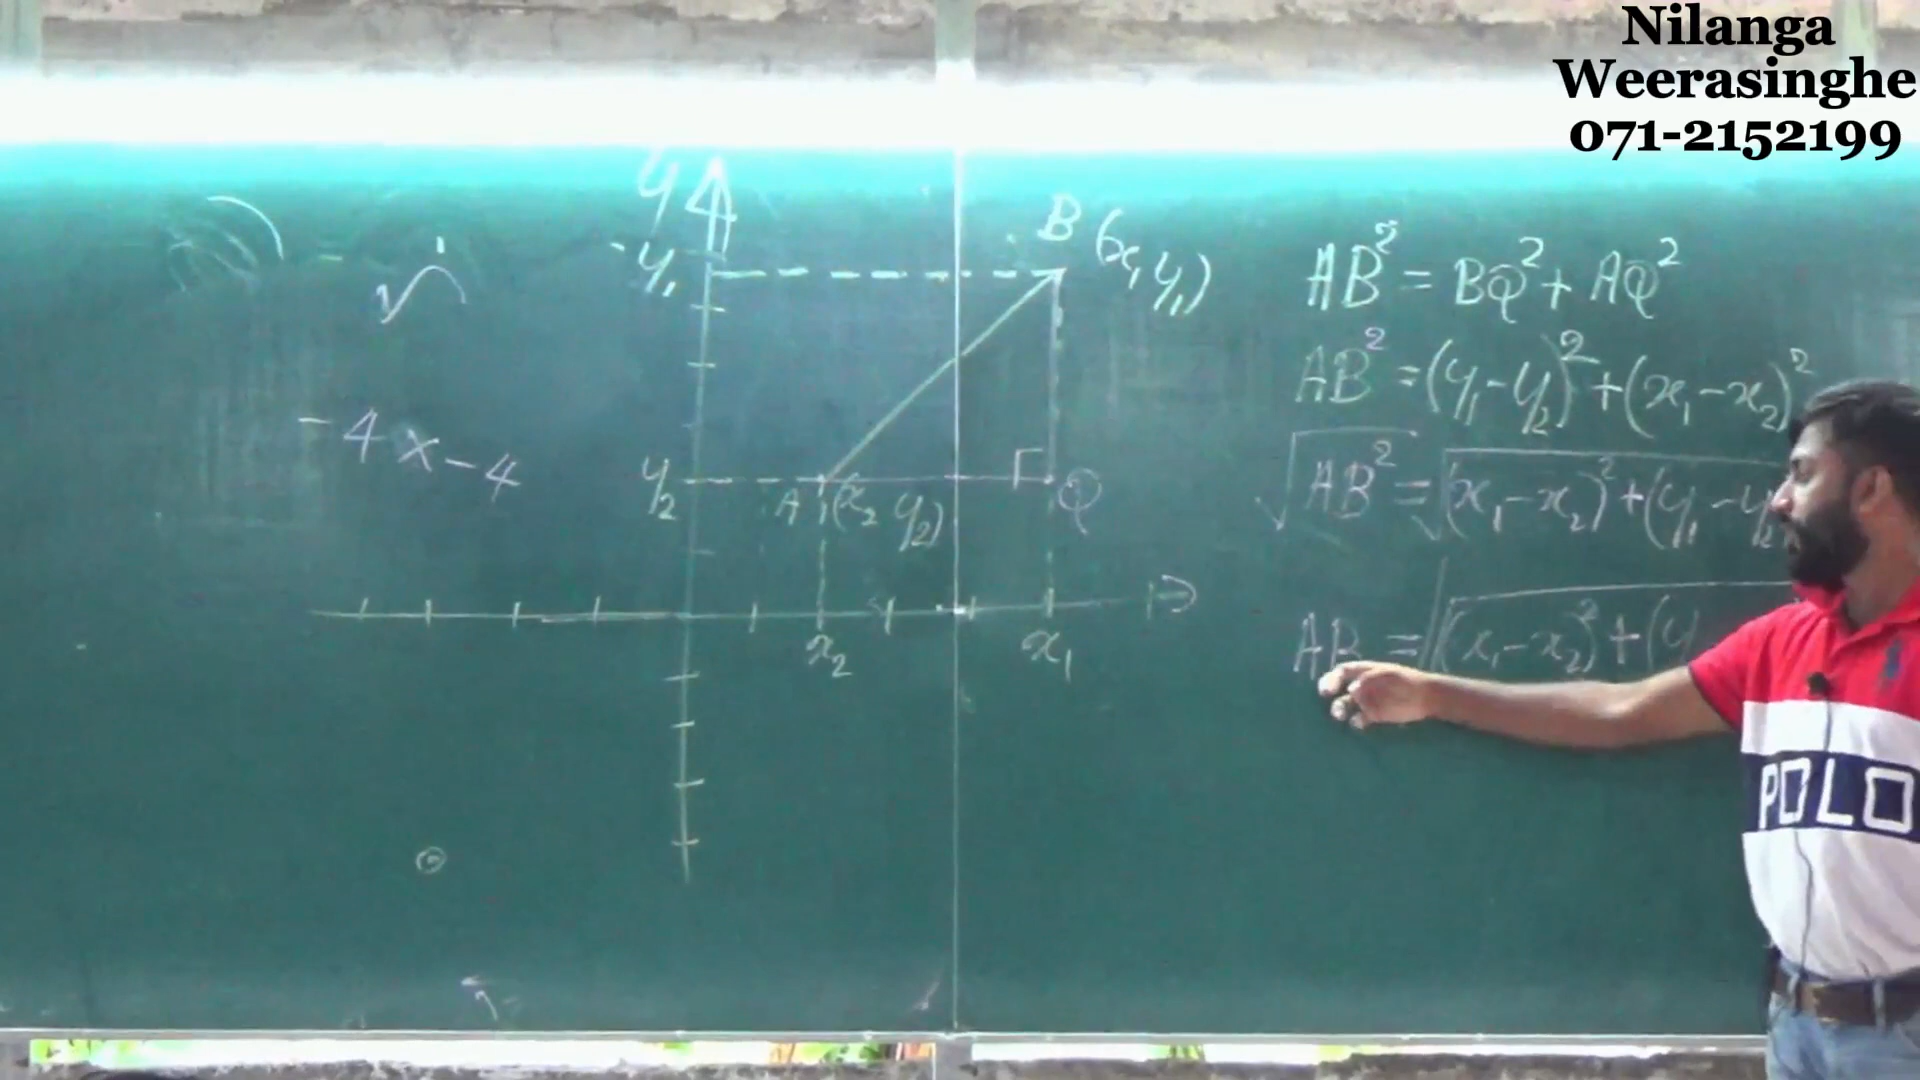 Nilanga
Weerasinghe
071-2152199
y
y₁
B (x₁ y₁)
-4 x -4
y₂
A (x₂ y₂)
Q
x₂
x₁
AB² = BQ² + AQ²
AB² = (y₁ - y₂)² + (x₁ - x₂)²
√AB² = √(x₁ - x₂)² + (y₁ - y₂
AB = √(x₁ - x₂)² + (y
POLO